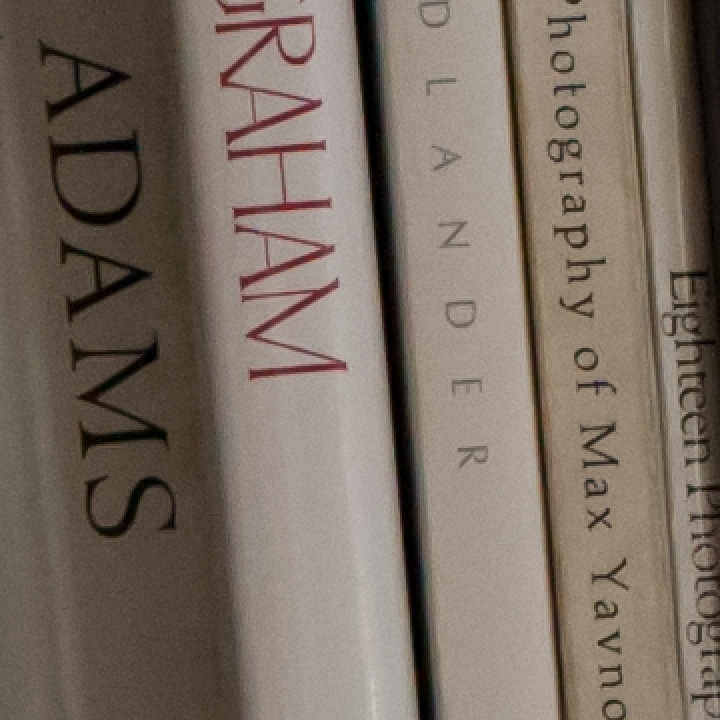 ADAMS
GRAHAM
DLANDER
Photography of Max Yavno
Eighteen Photograp